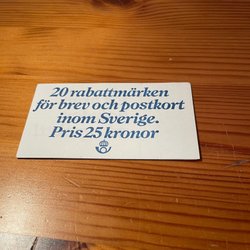 20 rabattmärken
för brev och postkort
inom Sverige.
Pris 25 kronor